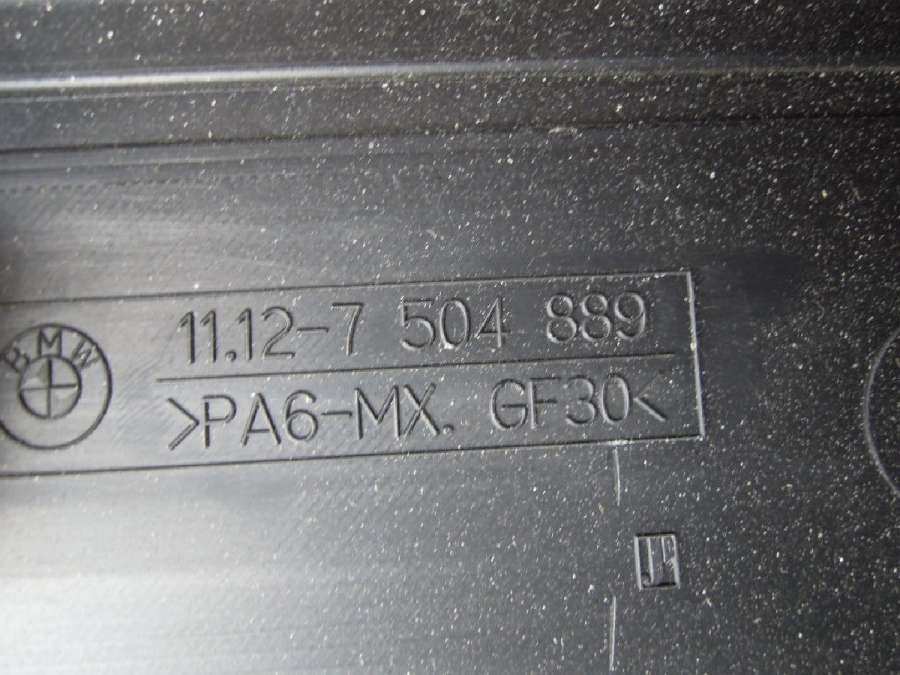 BMW
11.12-7 504 889
>PA6-MX. GF30<